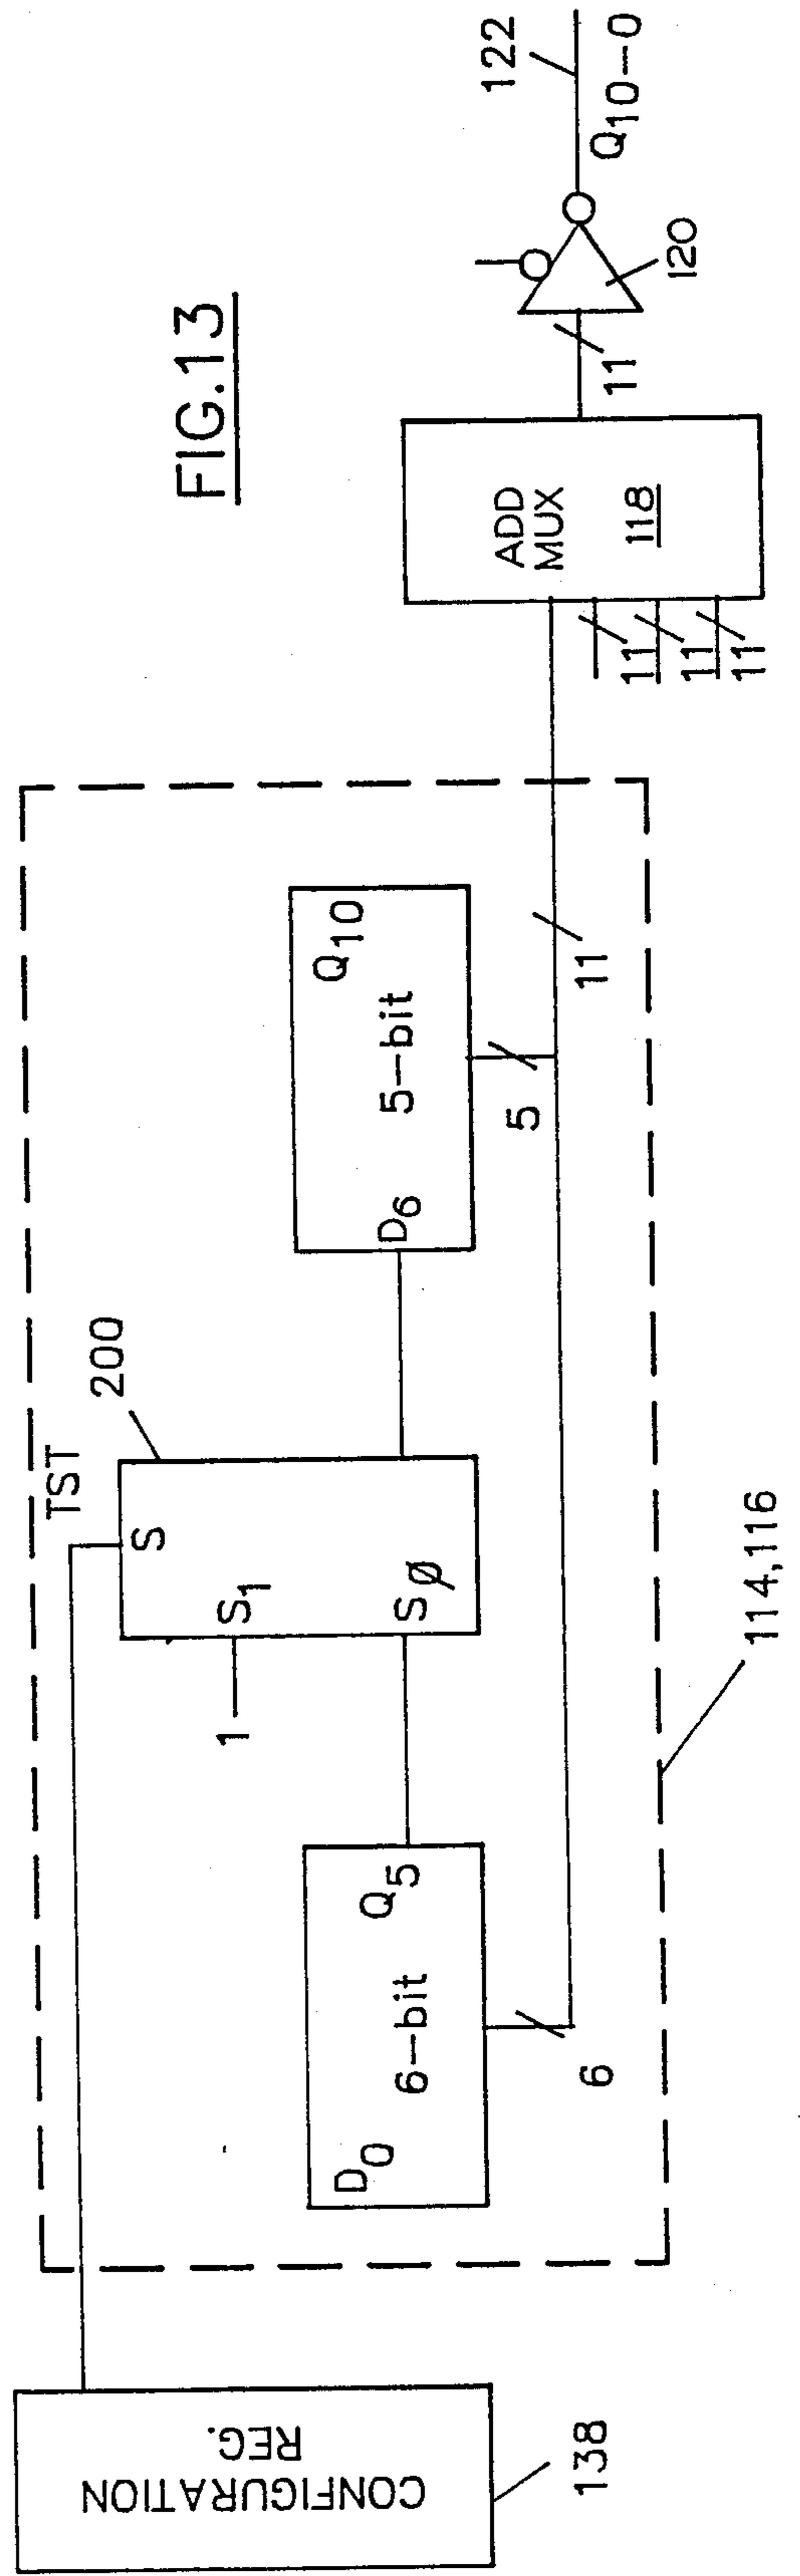 FIG.13
CONFIGURATION
REG.
138
TST
200
S
S1
SØ
1
D0
6-bit
Q5
6
D6
5-bit
Q10
5
11
114,116
ADD
MUX
118
11
11
11
11
120
122
Q10-0